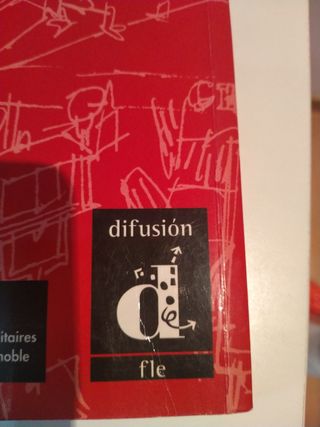 difusión
d
fle
itaires
noble